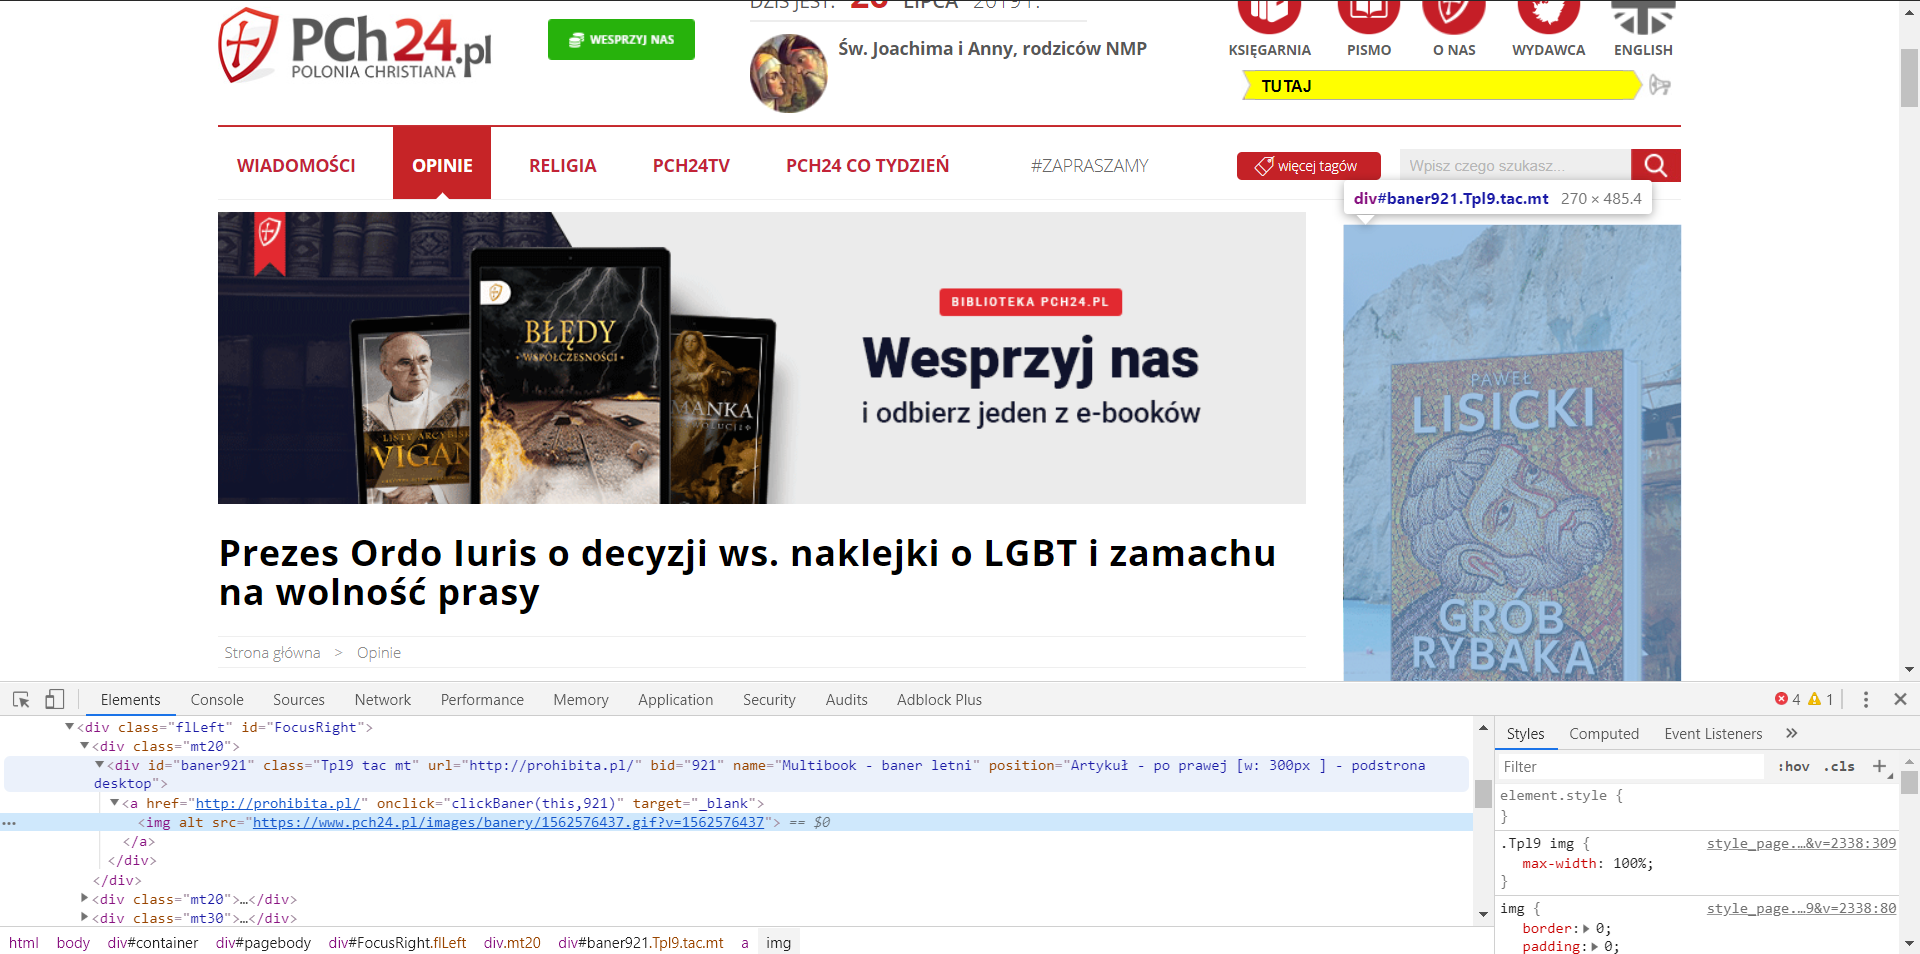 DZIŚ JEST: 26 LIPCA 2019r.
PCh24.pl
POLONIA CHRISTIANA
WESPRZYJ NAS
Św. Joachima i Anny, rodziców NMP
KSIĘGARNIA PISMO O NAS WYDAWCA ENGLISH
TUTAJ
WIADOMOŚCI OPINIE RELIGIA PCH24TV PCH24 CO TYDZIEŃ #ZAPRASZAMY więcej tagów Wpisz czego szukasz...
div#baner921.Tpl9.tac.mt 270 × 485.4
BIBLIOTEKA PCH24.PL
Wesprzyj nas
i odbierz jeden z e-booków
BŁĘDY
WSPÓŁCZESNOŚCI
MANKA
LISTY ARCYBIS
VIGAN
PAWEŁ
LISICKI
GRÓB
RYBAKA
Prezes Ordo Iuris o decyzji ws. naklejki o LGBT i zamachu
na wolność prasy
Strona główna > Opinie
Elements Console Sources Network Performance Memory Application Security Audits Adblock Plus 4 1
<div class="flLeft" id="FocusRight">
<div class="mt20">
<div id="baner921" class="Tpl9 tac mt" url="http://prohibita.pl/" bid="921" name="Multibook - baner letni" position="Artykuł - po prawej [w: 300px ] - podstrona
desktop">
<a href="http://prohibita.pl/" onclick="clickBaner(this,921)" target="_blank">
<img alt src="https://www.pch24.pl/images/banery/1562576437.gif?v=1562576437"> == $0
</a>
</div>
</div>
<div class="mt20">…</div>
<div class="mt30">…</div>
html body div#container div#pagebody div#FocusRight.flLeft div.mt20 div#baner921.Tpl9.tac.mt a img
Styles Computed Event Listeners »
Filter :hov .cls +
element.style {
}
.Tpl9 img { style_page.…&v=2338:309
max-width: 100%;
}
img { style_page.…9&v=2338:80
border: 0;
padding: 0;